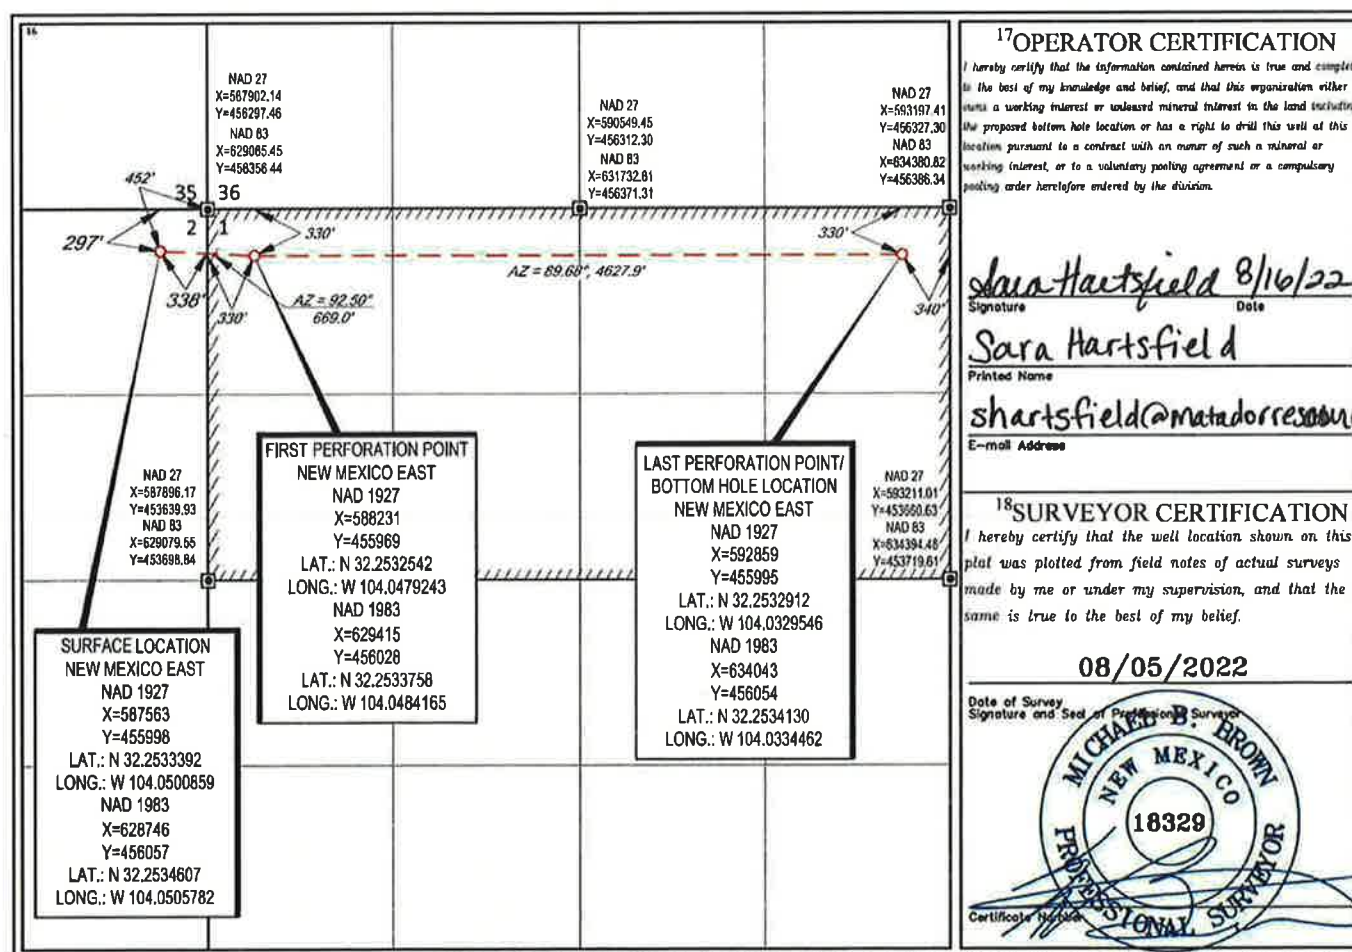 16
NAD 27
X=587902.14
Y=456297.46
NAD 83
X=629085.45
Y=456356.44
NAD 27
X=590549.45
Y=456312.30
NAD 83
X=631732.81
Y=456371.31
NAD 27
X=593197.41
Y=456327.30
NAD 83
X=634380.82
Y=456386.34
452'
35 36
2 1
297'
338'
330'
330'
AZ = 92.50°
669.0'
AZ = 89.68°, 4627.9'
330'
340'
NAD 27
X=587896.17
Y=453639.93
NAD 83
X=629079.55
Y=453698.84
NAD 27
X=593211.01
Y=453660.63
NAD 83
X=634394.48
Y=453719.61
SURFACE LOCATION
NEW MEXICO EAST
NAD 1927
X=587563
Y=455998
LAT.: N 32.2533392
LONG.: W 104.0500859
NAD 1983
X=628746
Y=456057
LAT.: N 32.2534607
LONG.: W 104.0505782
FIRST PERFORATION POINT
NEW MEXICO EAST
NAD 1927
X=588231
Y=455969
LAT.: N 32.2532542
LONG.: W 104.0479243
NAD 1983
X=629415
Y=456028
LAT.: N 32.2533758
LONG.: W 104.0484165
LAST PERFORATION POINT/
BOTTOM HOLE LOCATION
NEW MEXICO EAST
NAD 1927
X=592859
Y=455995
LAT.: N 32.2532912
LONG.: W 104.0329546
NAD 1983
X=634043
Y=456054
LAT.: N 32.2534130
LONG.: W 104.0334462
17OPERATOR CERTIFICATION
I hereby certify that the information contained herein is true and complete
to the best of my knowledge and belief, and that this organization either
owns a working interest or unleased mineral interest in the land including
the proposed bottom hole location or has a right to drill this well at this
location pursuant to a contract with an owner of such a mineral or
working interest, or to a voluntary pooling agreement or a compulsory
pooling order heretofore entered by the division.
Sara Hartsfield 8/16/22
Signature Date
Sara Hartsfield
Printed Name
shartsfield@matadorresour
E-mail Address
18SURVEYOR CERTIFICATION
I hereby certify that the well location shown on this
plat was plotted from field notes of actual surveys
made by me or under my supervision, and that the
same is true to the best of my belief.
08/05/2022
Date of Survey
Signature and Seal of Professional Surveyor
MICHAEL B. BROWN
NEW MEXICO
18329
PROFESSIONAL SURVEYOR
Certificate Number